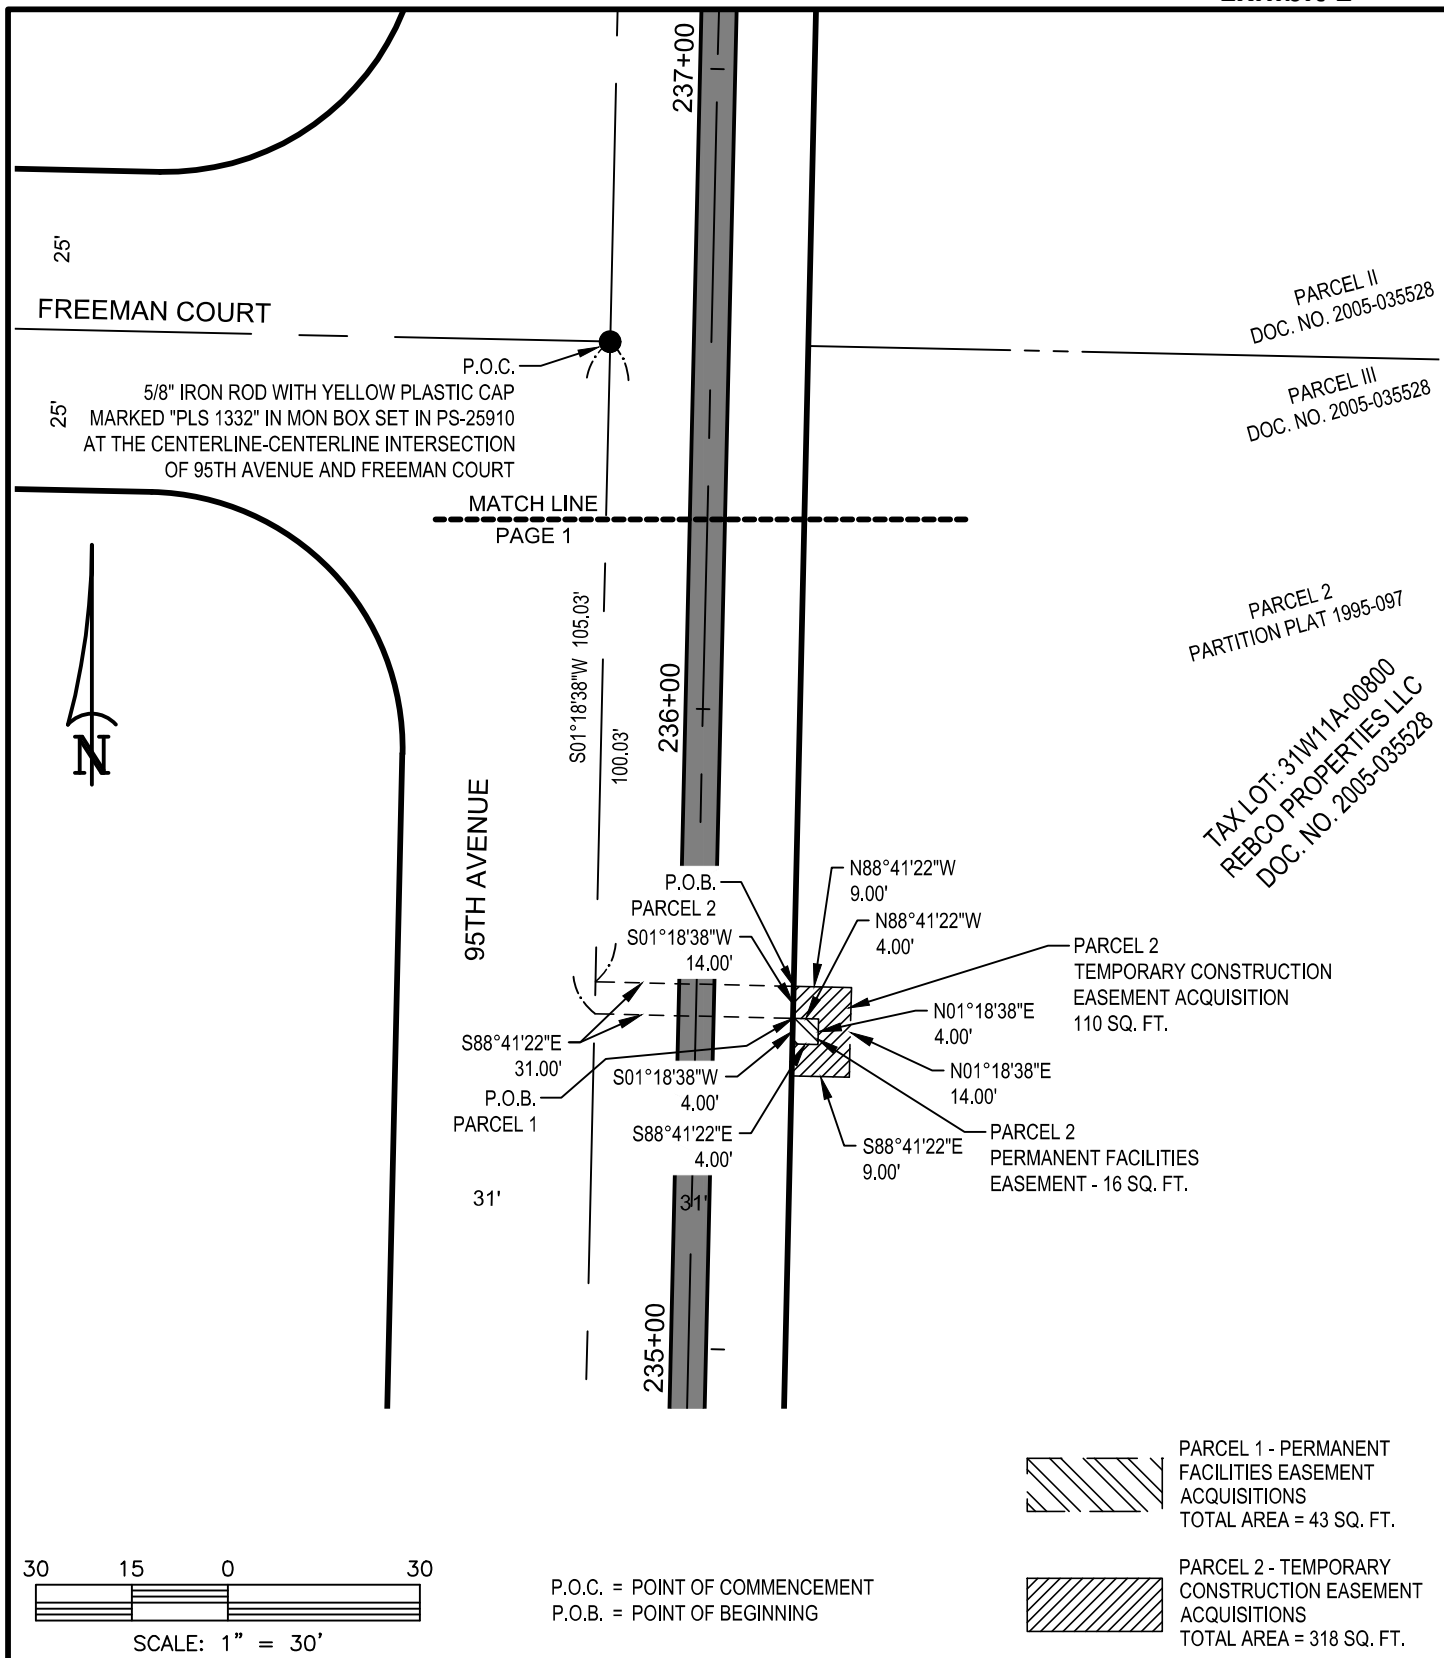 237+00
25'
FREEMAN COURT
PARCEL II
DOC. NO. 2005-035528
P.O.C.
5/8" IRON ROD WITH YELLOW PLASTIC CAP
MARKED "PLS 1332" IN MON BOX SET IN PS-25910
AT THE CENTERLINE-CENTERLINE INTERSECTION
OF 95TH AVENUE AND FREEMAN COURT
25'
PARCEL III
DOC. NO. 2005-035528
MATCH LINE
PAGE 1
S01°18'38"W 105.03'
100.03'
236+00
PARCEL 2
PARTITION PLAT 1995-097
TAX LOT: 31W11A-00800
REBCO PROPERTIES LLC
DOC. NO. 2005-035528
N
95TH AVENUE
P.O.B.
PARCEL 2
S01°18'38"W
14.00'
N88°41'22"W
9.00'
N88°41'22"W
4.00'
PARCEL 2
TEMPORARY CONSTRUCTION
EASEMENT ACQUISITION
110 SQ. FT.
N01°18'38"E
4.00'
S88°41'22"E
31.00'
P.O.B.
PARCEL 1
S01°18'38"W
4.00'
N01°18'38"E
14.00'
S88°41'22"E
4.00'
S88°41'22"E
9.00'
PARCEL 2
PERMANENT FACILITIES
EASEMENT - 16 SQ. FT.
31'
31'
235+00
PARCEL 1 - PERMANENT
FACILITIES EASEMENT
ACQUISITIONS
TOTAL AREA = 43 SQ. FT.
PARCEL 2 - TEMPORARY
CONSTRUCTION EASEMENT
ACQUISITIONS
TOTAL AREA = 318 SQ. FT.
30 15 0 30
SCALE: 1" = 30'
P.O.C. = POINT OF COMMENCEMENT
P.O.B. = POINT OF BEGINNING